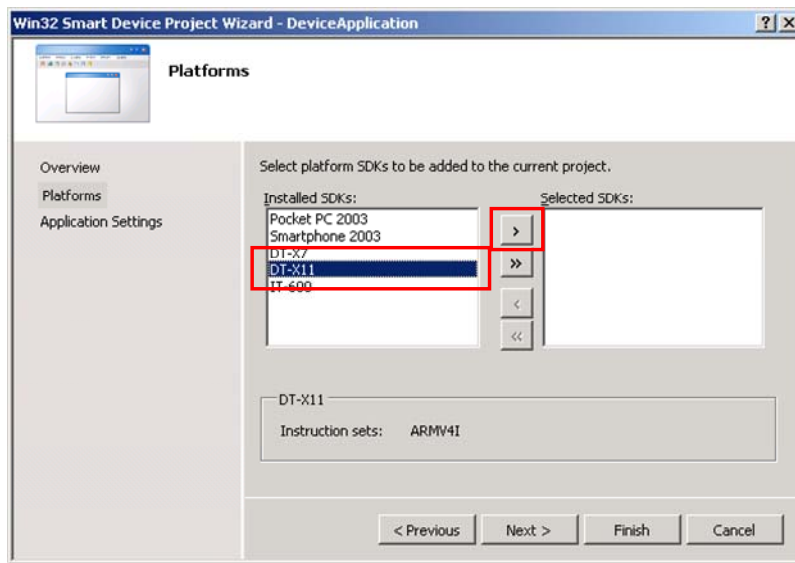 Win32 Smart Device Project Wizard - DeviceApplication
Platforms
Overview
Platforms
Application Settings
Select platform SDKs to be added to the current project.
Installed SDKs:
Selected SDKs:
Pocket PC 2003
Smartphone 2003
DT-X7
DT-X11
IT-600
>
>>
<
<<
DT-X11
Instruction sets: ARMV4I
< Previous
Next >
Finish
Cancel